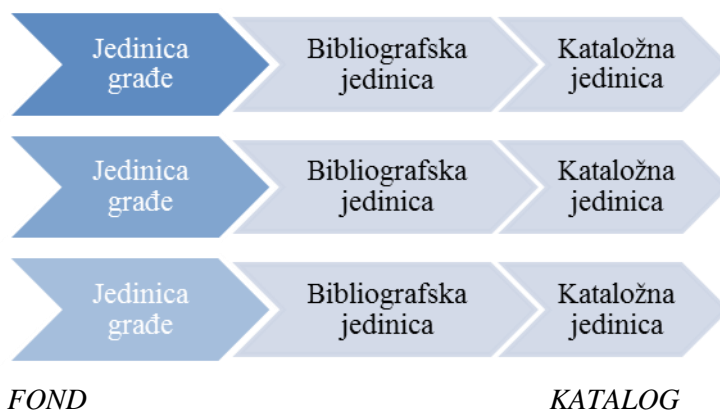 Jedinica
građe
Bibliografska
jedinica
Kataložna
jedinica
Jedinica
građe
Bibliografska
jedinica
Kataložna
jedinica
Jedinica
građe
Bibliografska
jedinica
Kataložna
jedinica
FOND
KATALOG